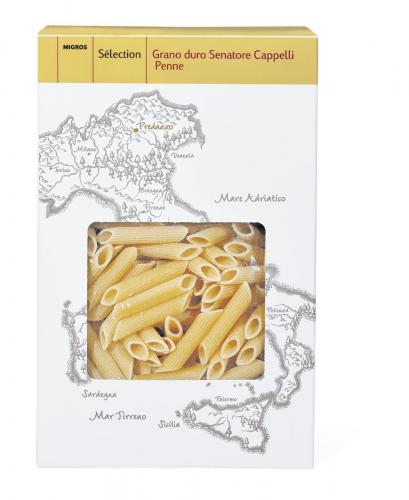 MIGROS
Sélection
Grano duro Senatore Cappelli
Penne
Predazzo
Milano
Venezia
Torino
Bologna
Firenze
Mare Adriatico
Potenza
Sardegna
Palermo
Mar Tirreno
Sicilia